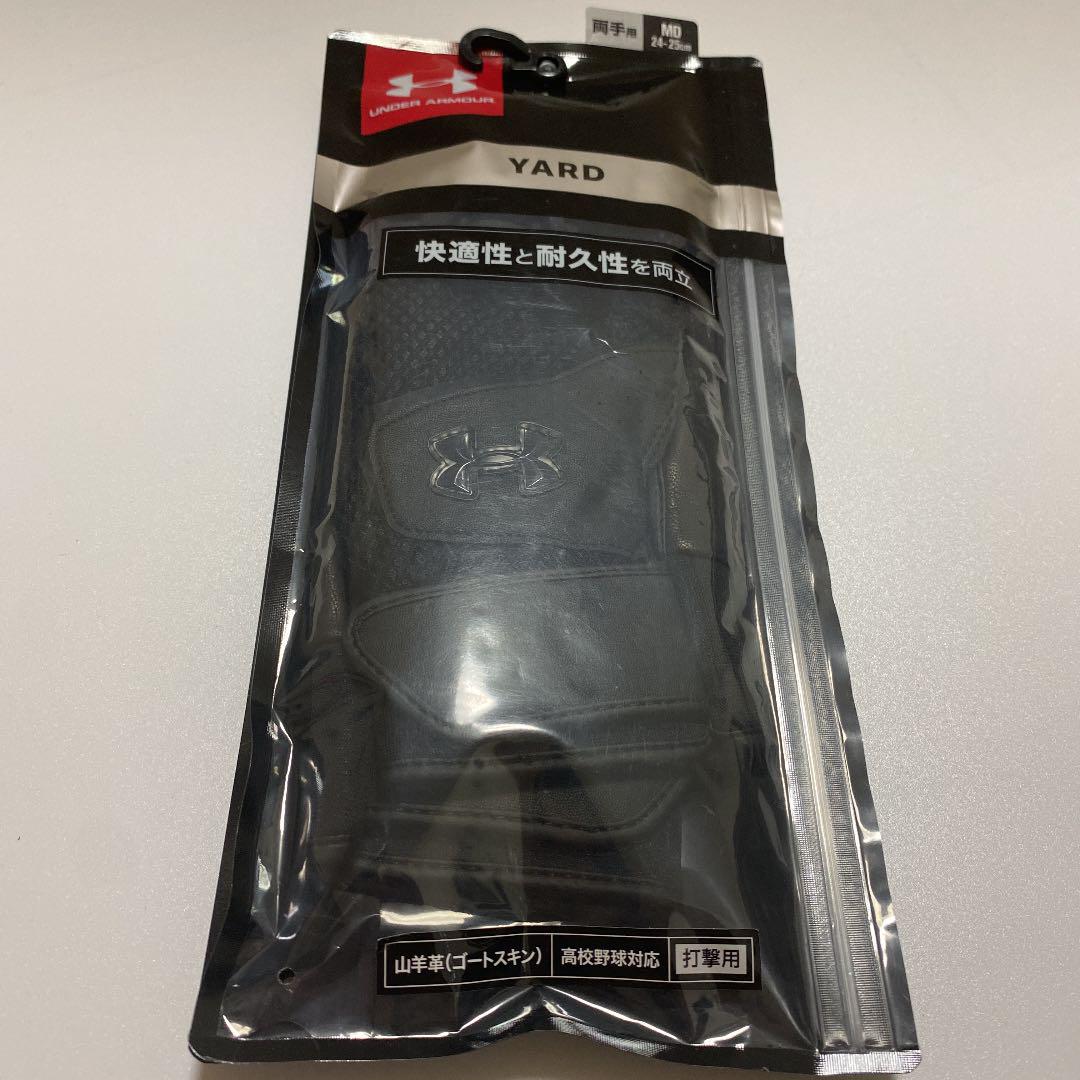 両手用 MD
24-25cm
UNDER ARMOUR
YARD
快適性と耐久性を両立
山羊革(ゴートスキン) 高校野球対応 打撃用